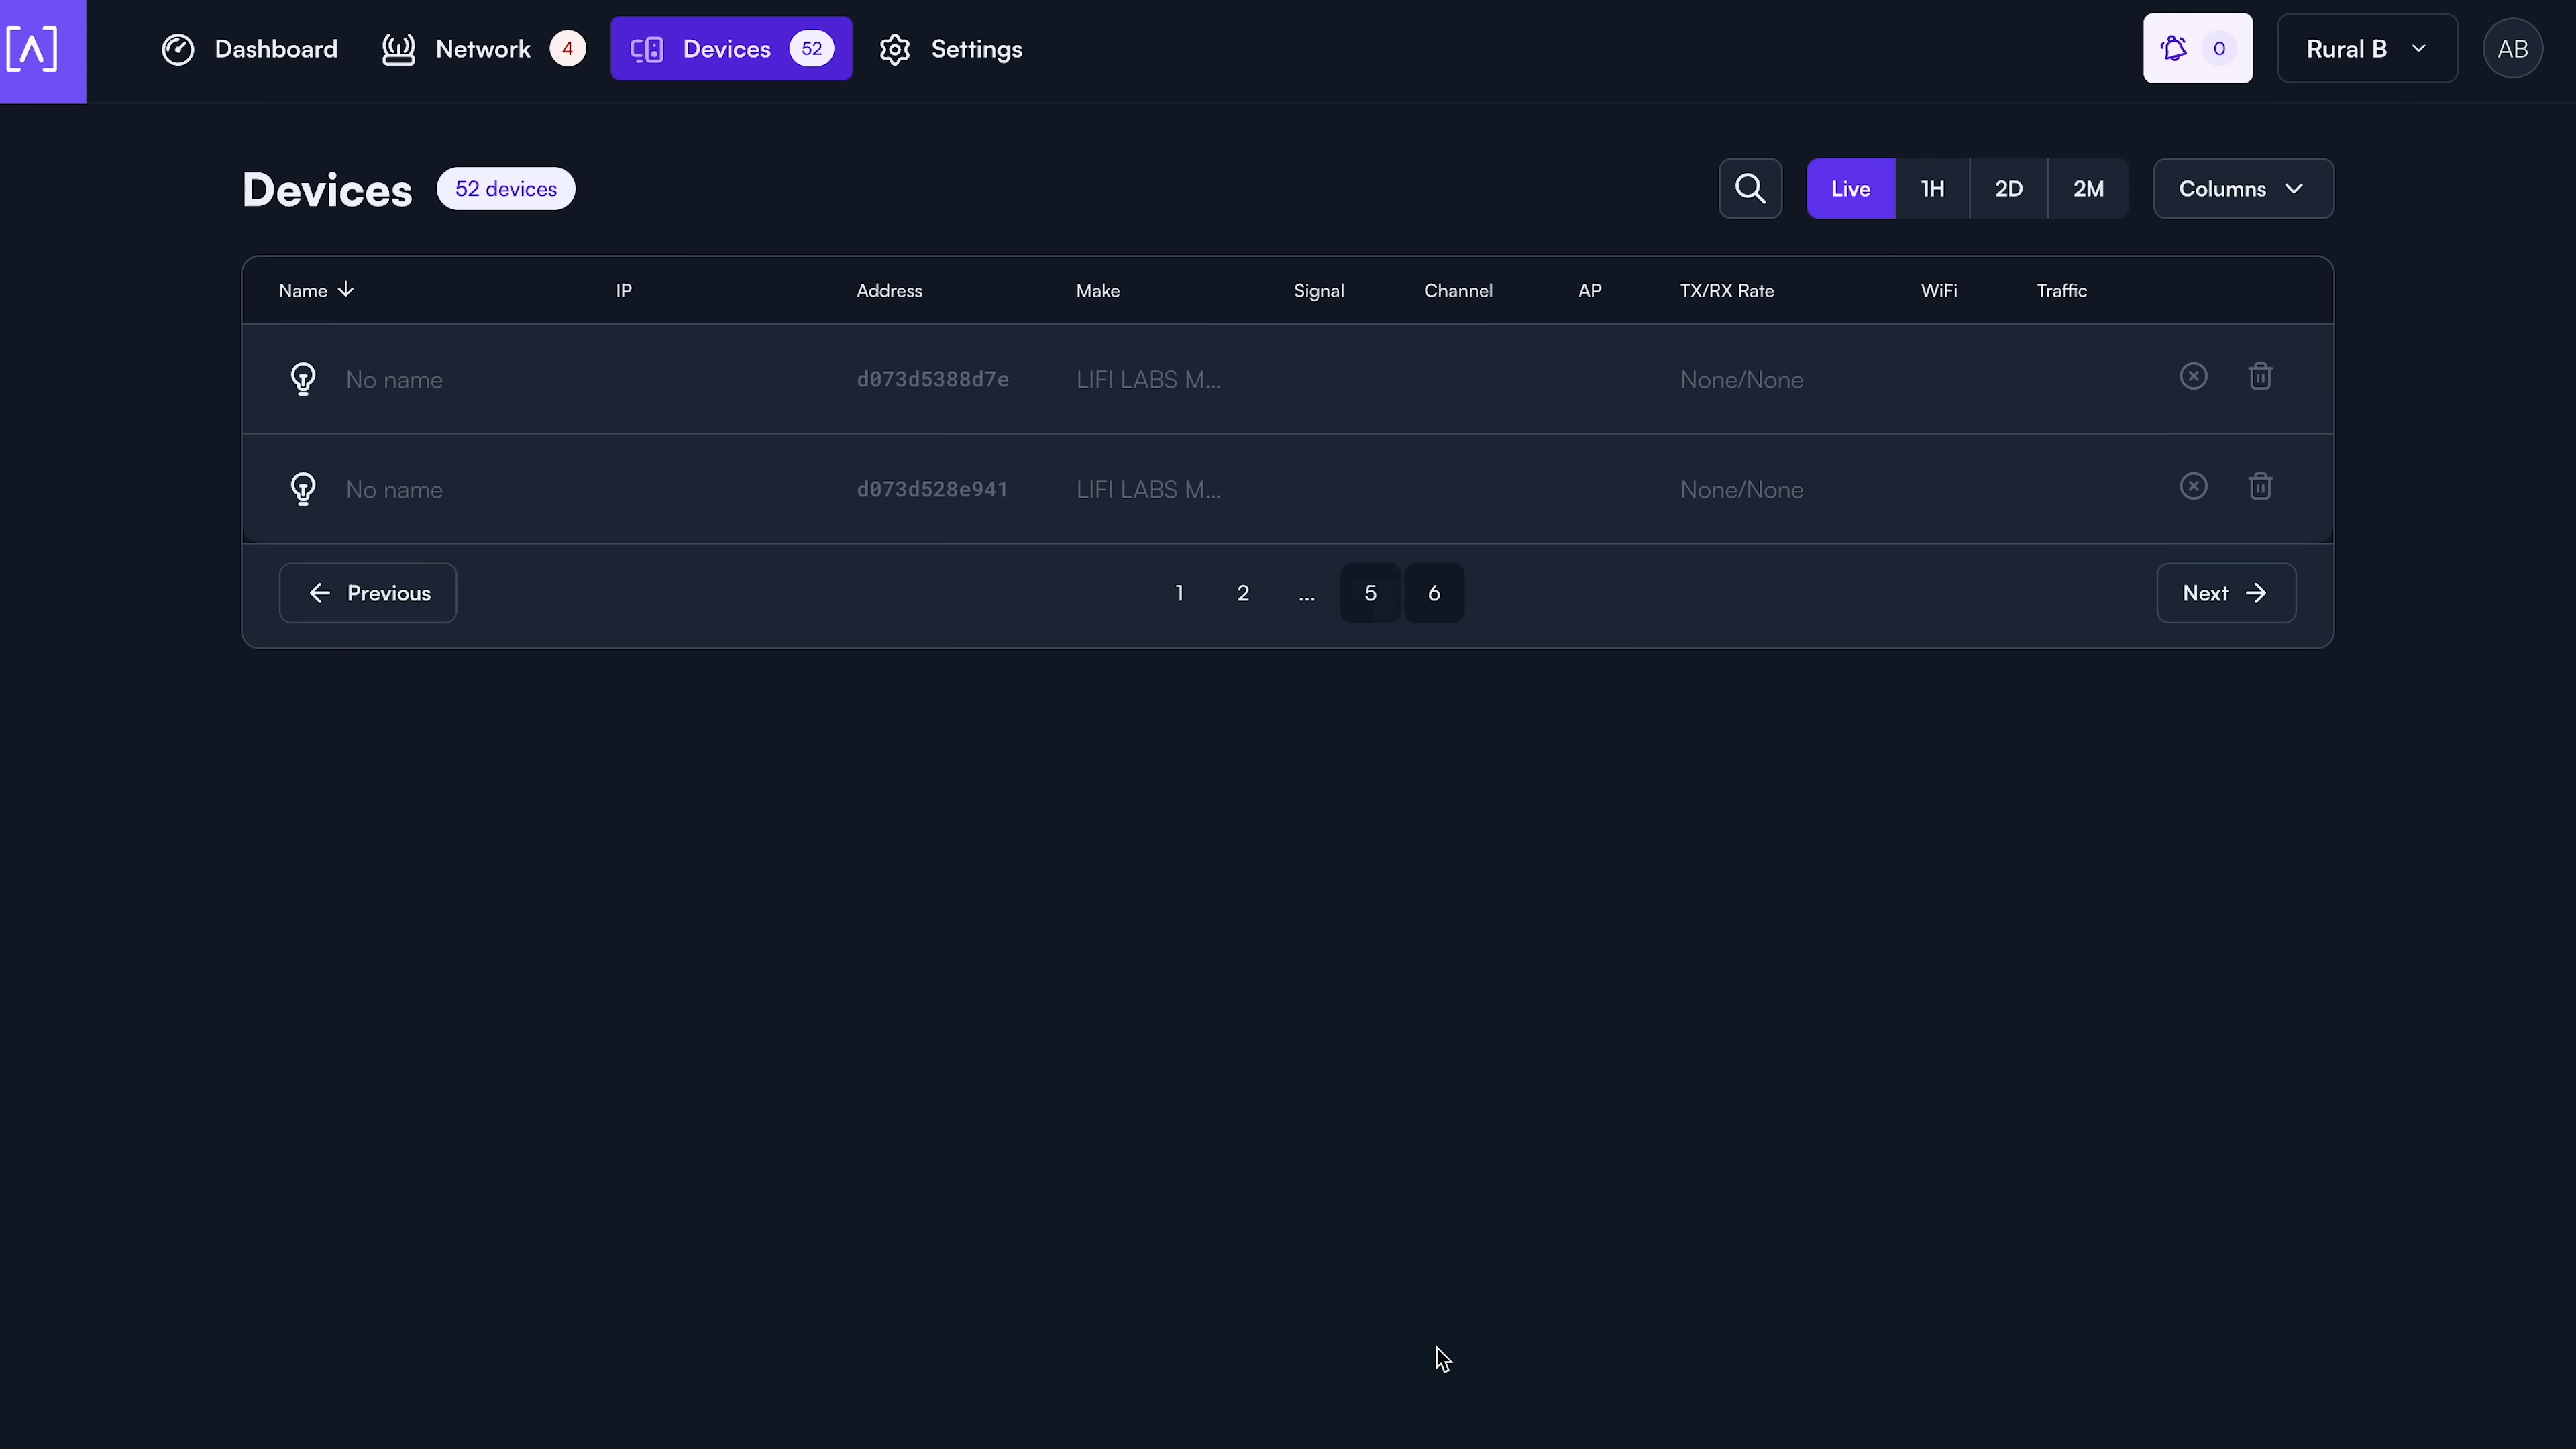 [Λ] Dashboard Network 4 Devices 52 Settings 0 Rural B AB
Devices 52 devices Live 1H 2D 2M Columns
Name IP Address Make Signal Channel AP TX/RX Rate WiFi Traffic
No name d073d5388d7e LIFI LABS M... None/None
No name d073d528e941 LIFI LABS M... None/None
Previous 1 2 ... 5 6 Next